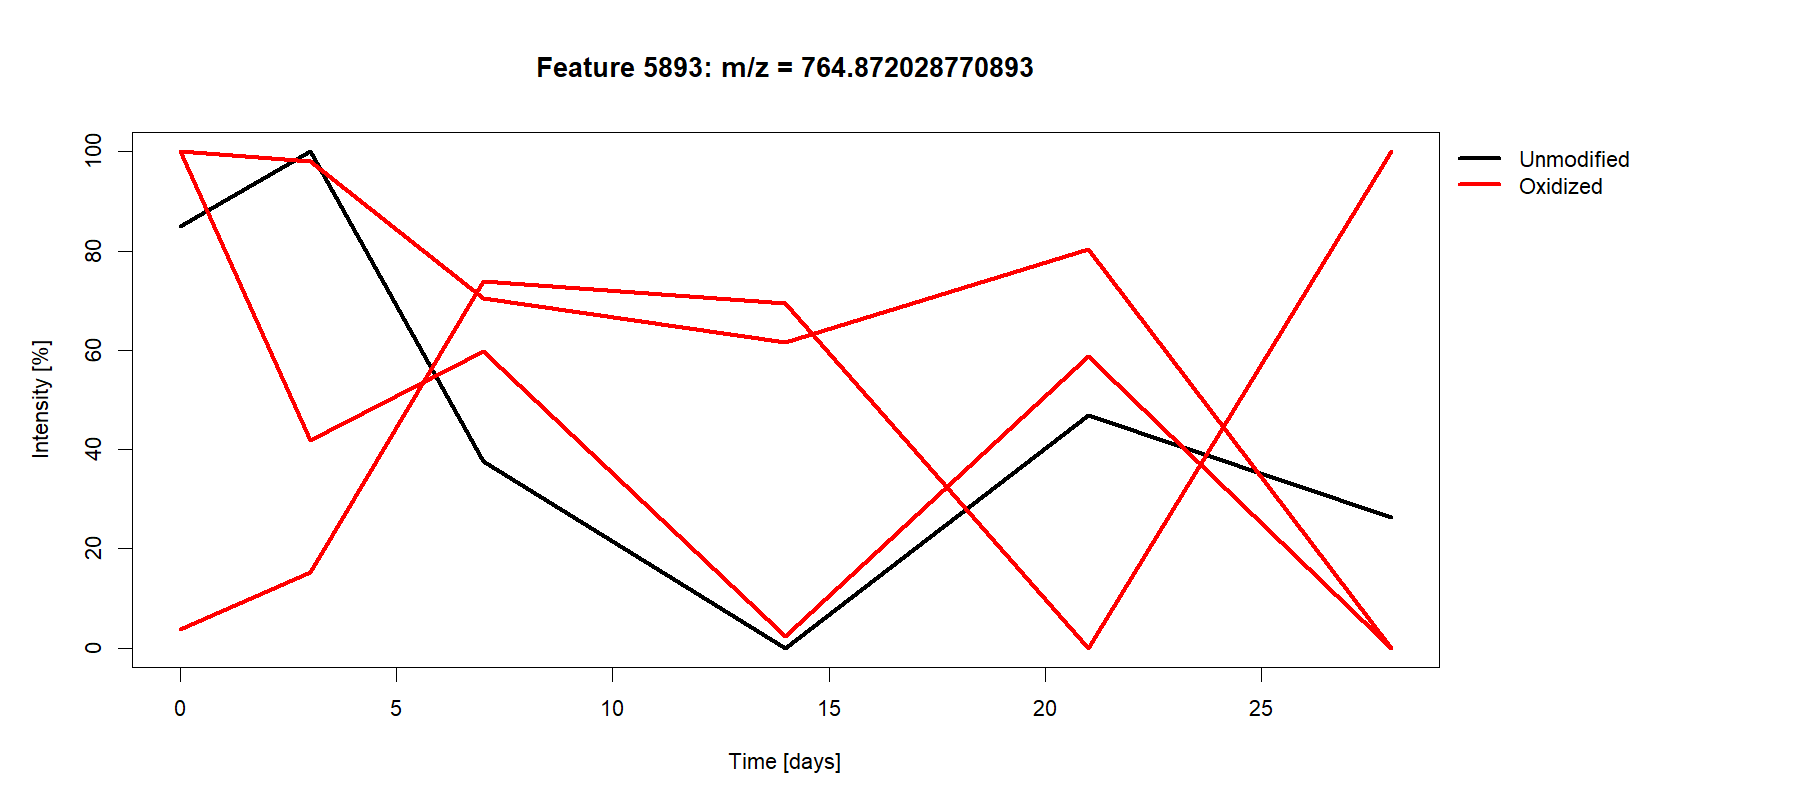 Feature 5893: m/z = 764.872028770893
Unmodified
Oxidized
Intensity [%]
100
80
60
40
20
0
0 5 10 15 20 25
Time [days]